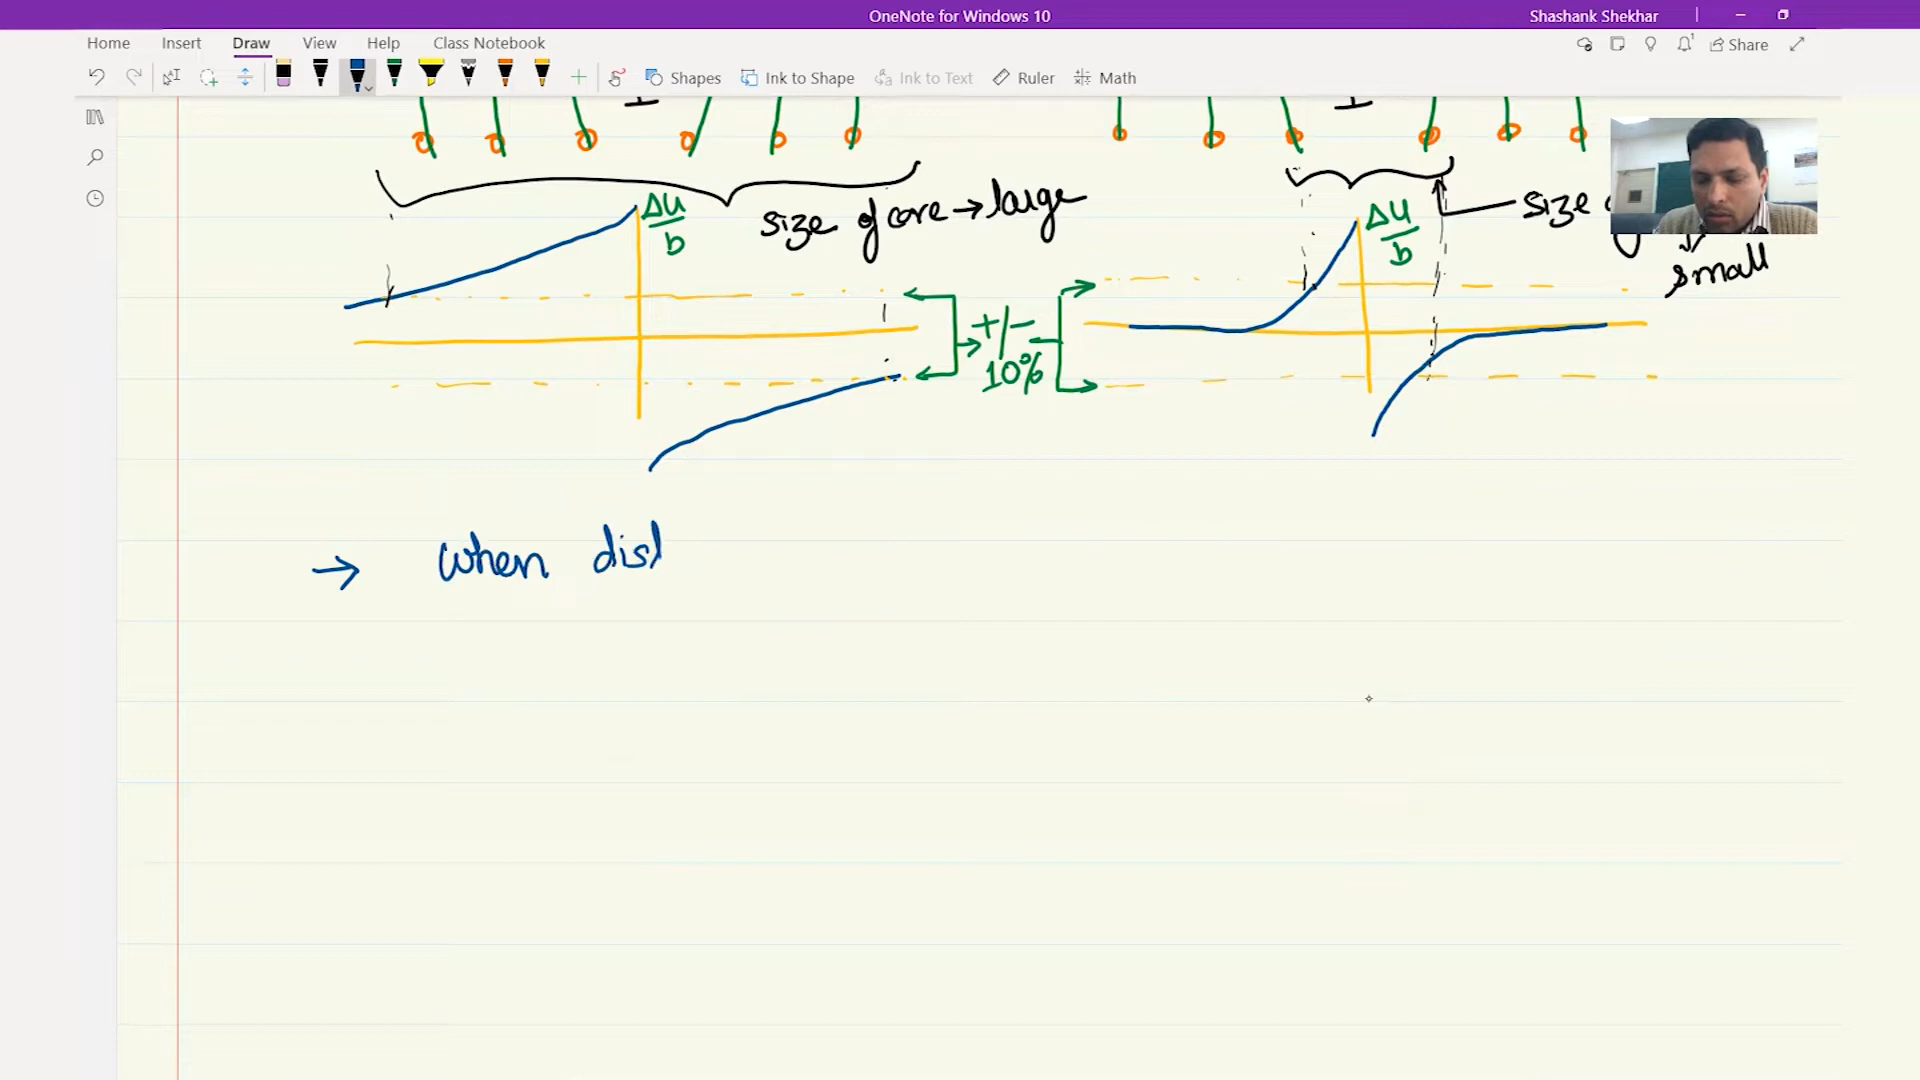 OneNote for Windows 10
Shashank Shekhar
Home Insert Draw View Help Class Notebook
Share
Shapes Ink to Shape Ink to Text Ruler Math
ΔU/b
size of core → large
ΔU/b
size
small
+/-
10%
→ when disl